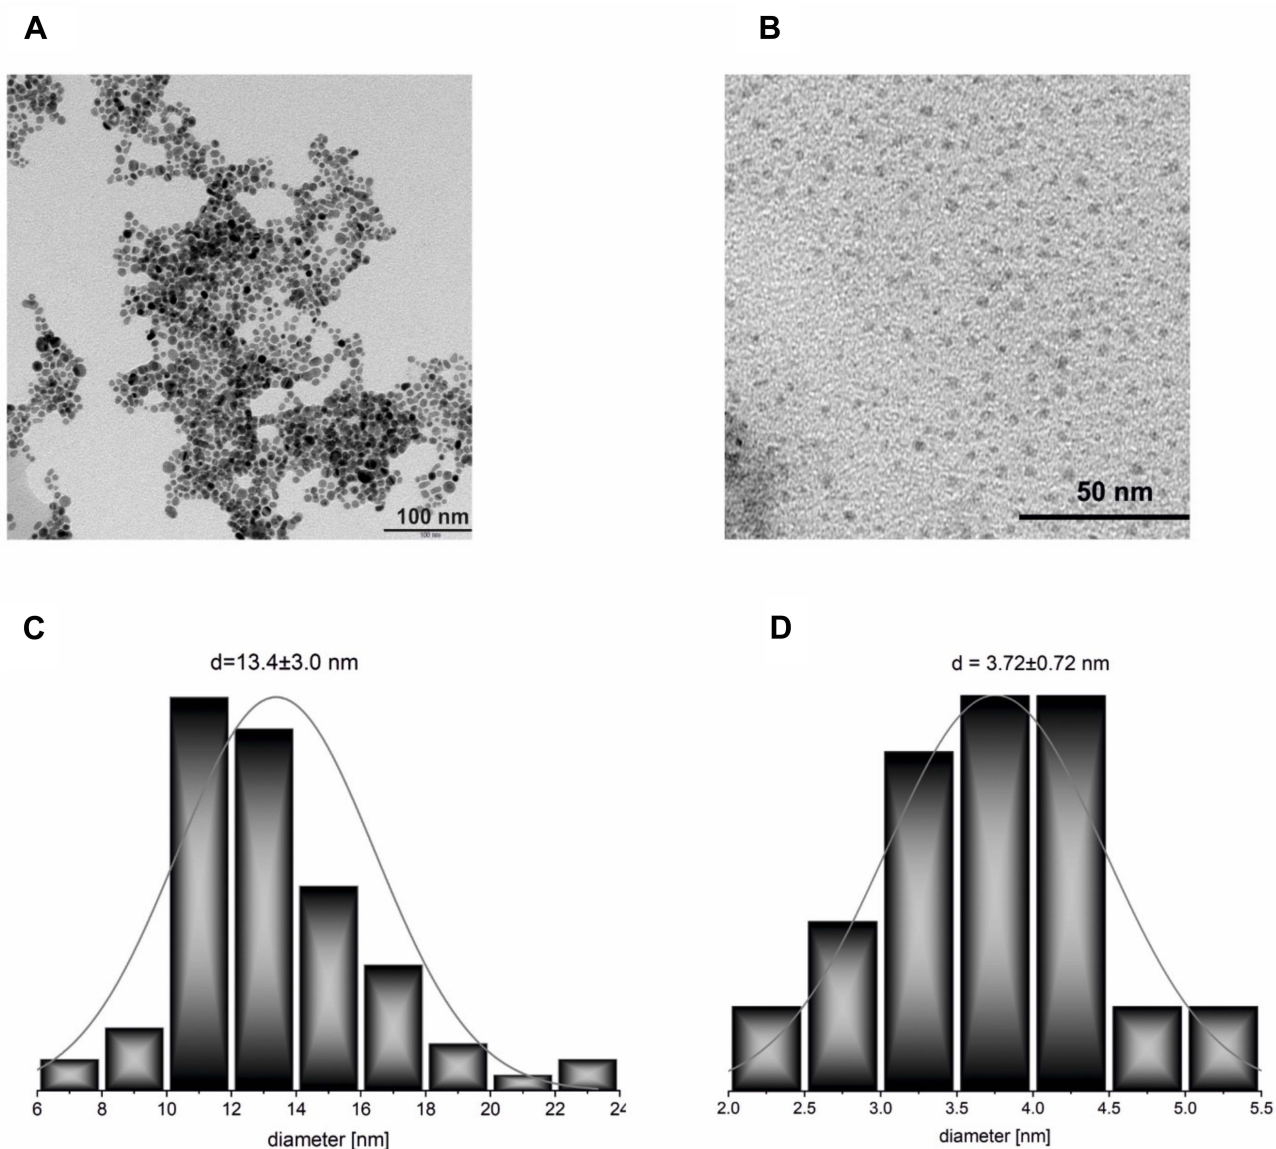 A
B
100 nm
100 nm
50 nm
C
D
d=13.4±3.0 nm
d = 3.72±0.72 nm
6 8 10 12 14 16 18 20 22 24
diameter [nm]
2.0 2.5 3.0 3.5 4.0 4.5 5.0 5.5
diameter [nm]